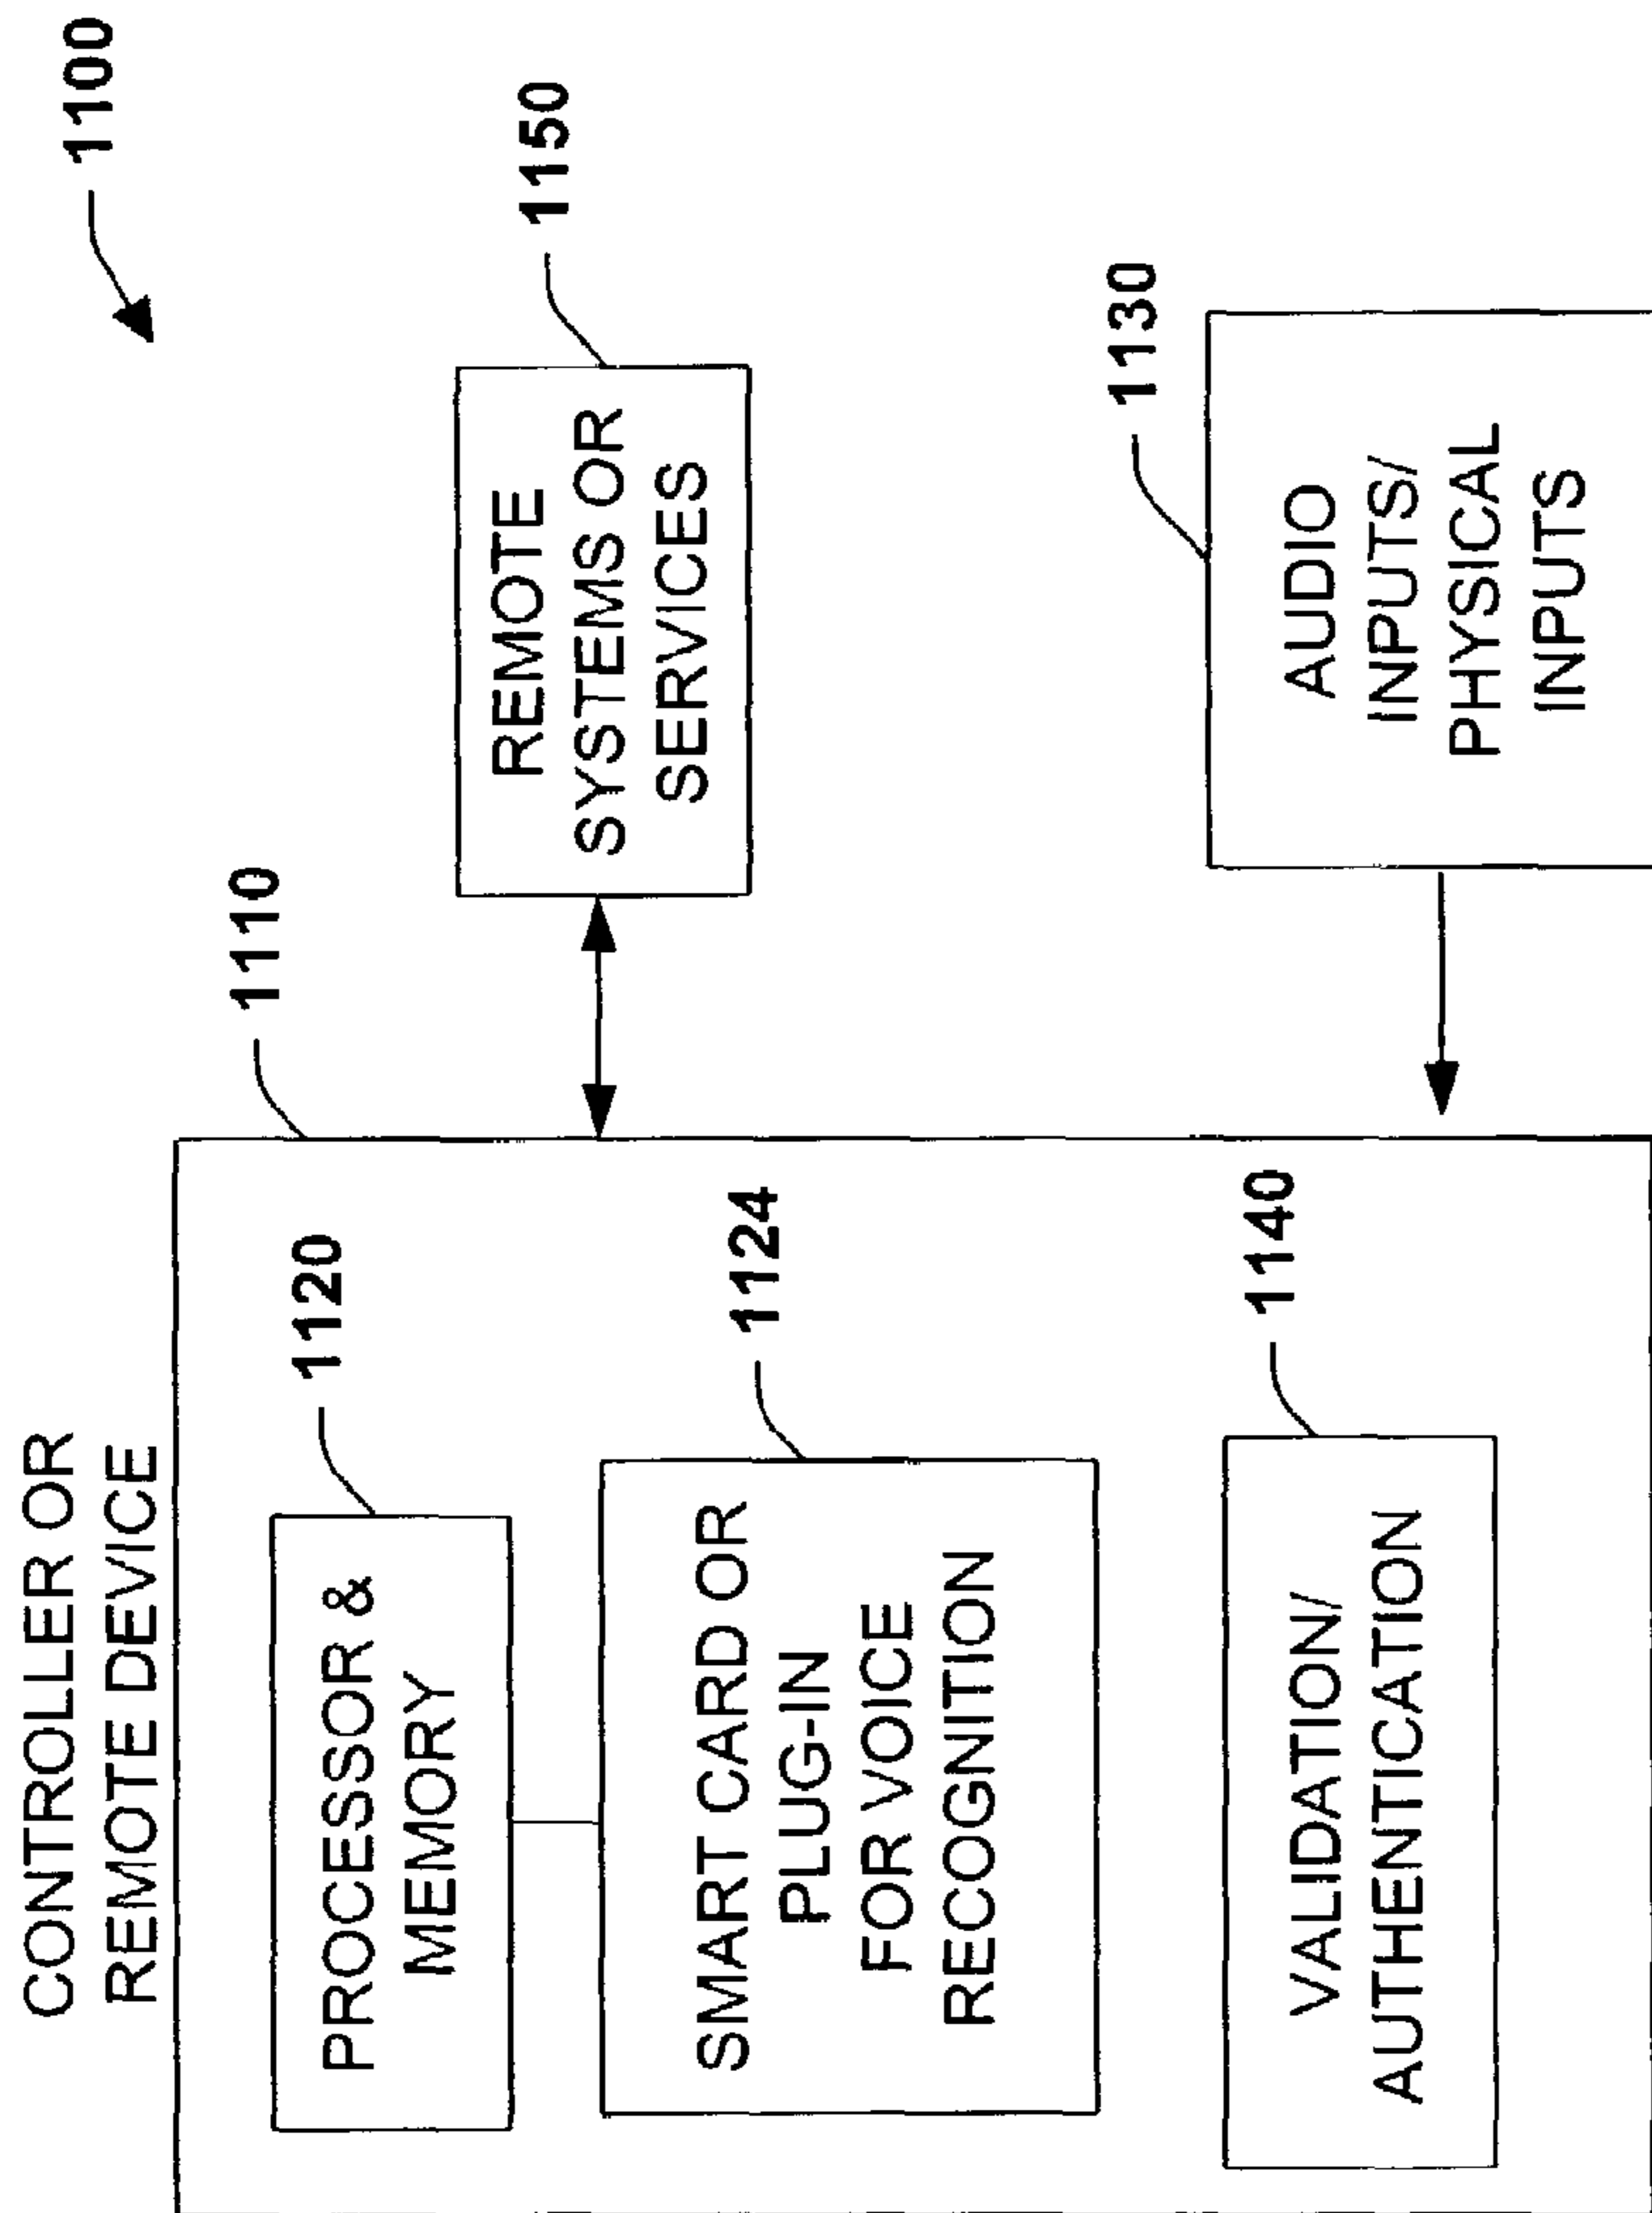 1100
CONTROLLER OR
REMOTE DEVICE
1110
PROCESSOR &
MEMORY
1120
REMOTE
SYSTEMS OR
SERVICES
1150
SMART CARD OR
PLUG-IN
FOR VOICE
RECOGNITION
1124
VALIDATION/
AUTHENTICATION
1140
AUDIO
INPUTS/
PHYSICAL
INPUTS
1130